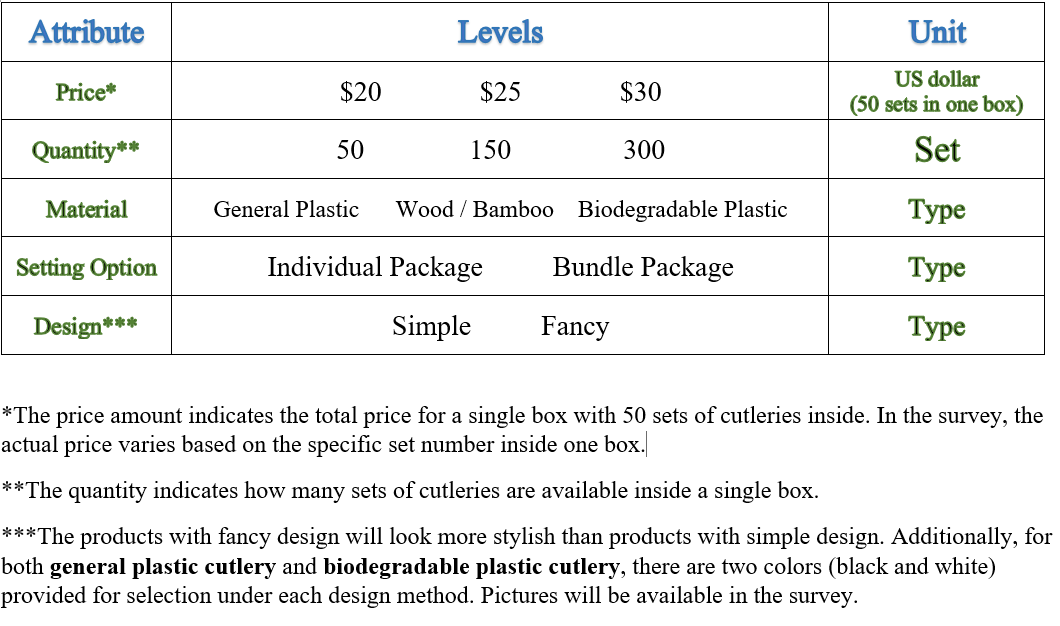 Attribute Levels Unit
Price* $20 $25 $30 US dollar
(50 sets in one box)
Quantity** 50 150 300 Set
Material General Plastic Wood / Bamboo Biodegradable Plastic Type
Setting Option Individual Package Bundle Package Type
Design*** Simple Fancy Type
*The price amount indicates the total price for a single box with 50 sets of cutleries inside. In the survey, the
actual price varies based on the specific set number inside one box.
**The quantity indicates how many sets of cutleries are available inside a single box.
***The products with fancy design will look more stylish than products with simple design. Additionally, for
both general plastic cutlery and biodegradable plastic cutlery, there are two colors (black and white)
provided for selection under each design method. Pictures will be available in the survey.